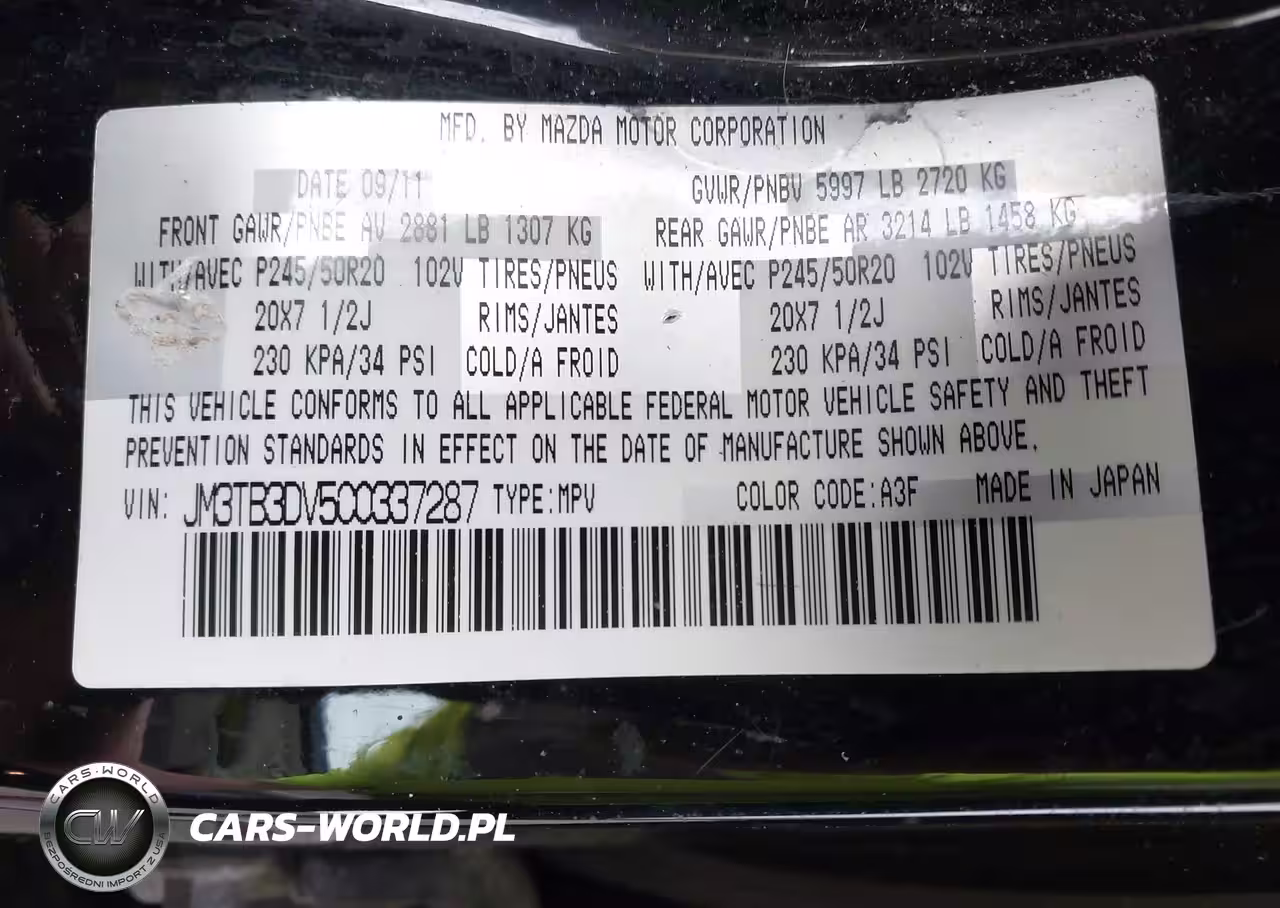 MFD. BY MAZDA MOTOR CORPORATION
DATE 09/11 GVWR/PNBV 5997 LB 2720 KG
FRONT GAWR/PNBE AV 2881 LB 1307 KG REAR GAWR/PNBE AR 3214 LB 1458 KG
WITH/AVEC P245/50R20 102V TIRES/PNEUS WITH/AVEC P245/50R20 102V TIRES/PNEUS
20X7 1/2J RIMS/JANTES 20X7 1/2J RIMS/JANTES
230 KPA/34 PSI COLD/A FROID 230 KPA/34 PSI COLD/A FROID
THIS VEHICLE CONFORMS TO ALL APPLICABLE FEDERAL MOTOR VEHICLE SAFETY AND THEFT
PREVENTION STANDARDS IN EFFECT ON THE DATE OF MANUFACTURE SHOWN ABOVE.
VIN: JM3TB3DV5C0337287 TYPE:MPV COLOR CODE:A3F MADE IN JAPAN
CARS-WORLD
CW
BEZPOŚREDNI IMPORT Z USA
CARS-WORLD.PL